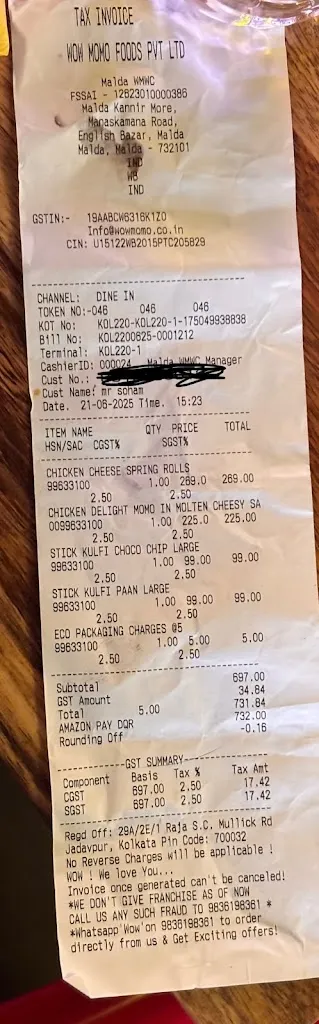 TAX INVOICE
WOW MOMO FOODS PVT LTD
Malda WMWC
FSSAI - 12823010000386
Malda Kannir More,
Manaskamana Road,
English Bazar, Malda
Malda, Malda - 732101
IND
WB
IND
GSTIN:- 19AABCW6316K1Z0
Info@wowmomo.co.in
CIN: U15122WB2015PTC205829
CHANNEL: DINE IN
TOKEN NO:-046 046 046
KOT No: KOL220-KOL220-1-175049938838
Bill No: KOL2200625-0001212
Terminal: KOL220-1
CashierID: 000024 Malda WMWC Manager
Cust No.:
Cust Name: mr soham
Date. 21-06-2025 Time. 15:23
ITEM NAME QTY PRICE TOTAL
HSN/SAC CGST% SGST%
CHICKEN CHEESE SPRING ROLLS
99633100 1.00 269.0 269.00
2.50 2.50
CHICKEN DELIGHT MOMO IN MOLTEN CHEESY SA
0099633100 1.00 225.0 225.00
2.50 2.50
STICK KULFI CHOCO CHIP LARGE
99633100 1.00 99.00 99.00
2.50 2.50
STICK KULFI PAAN LARGE
99633100 1.00 99.00 99.00
2.50 2.50
ECO PACKAGING CHARGES @5
99633100 1.00 5.00 5.00
2.50 2.50
Subtotal 697.00
GST Amount 34.84
Total 5.00 731.84
AMAZON PAY DQR 732.00
Rounding Off -0.16
GST SUMMARY
Component Basis Tax % Tax Amt
CGST 697.00 2.50 17.42
SGST 697.00 2.50 17.42
Regd Off: 29A/2E/1 Raja S.C. Mullick Rd
Jadavpur, Kolkata Pin Code: 700032
No Reverse Charges will be applicable !
WOW ! We love You...
Invoice once generated can't be canceled!
*WE DON'T GIVE FRANCHISE AS OF NOW
CALL US ANY SUCH FRAUD TO 9836198361 *
*Whatsapp'Wow'on 9836198361 to order
directly from us & Get Exciting offers!